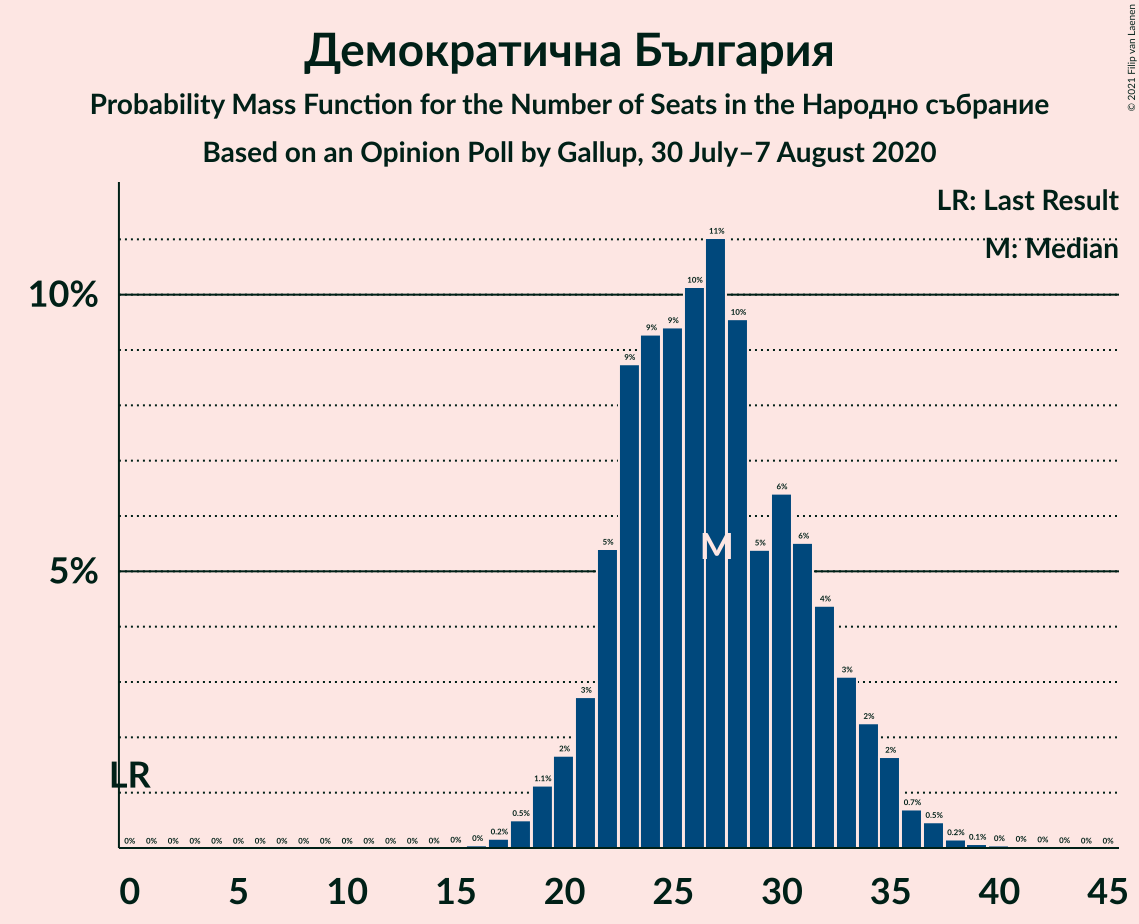 Демократична България
Probability Mass Function for the Number of Seats in the Народно събрание
Based on an Opinion Poll by Gallup, 30 July–7 August 2020
© 2021 Filip van Laenen
LR: Last Result
M: Median
10%
5%
LR
M
0% 0% 0% 0% 0% 0% 0% 0% 0% 0% 0% 0% 0% 0% 0% 0% 0% 0.2% 0.5% 1.1% 2% 3% 5% 9% 9% 9% 10% 11% 10% 5% 6% 6% 4% 3% 2% 2% 0.7% 0.5% 0.2% 0.1% 0% 0% 0% 0% 0% 0%
0 5 10 15 20 25 30 35 40 45